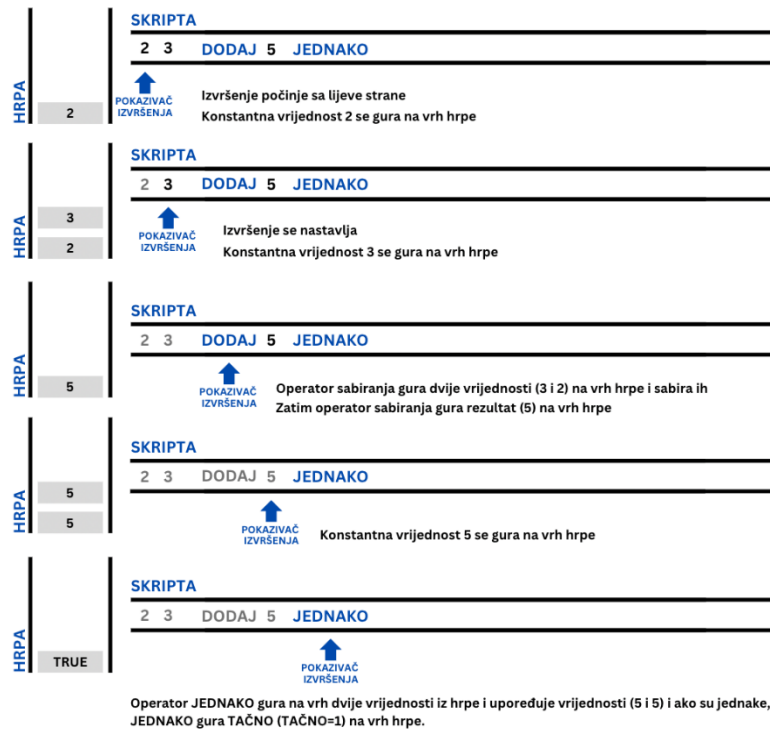 SKRIPTA
2 3 DODAJ 5 JEDNAKO
HRPA
2
POKAZIVAČ
IZVRŠENJA
Izvršenje počinje sa lijeve strane
Konstantna vrijednost 2 se gura na vrh hrpe
SKRIPTA
2 3 DODAJ 5 JEDNAKO
HRPA
3
2
POKAZIVAČ
IZVRŠENJA
Izvršenje se nastavlja
Konstantna vrijednost 3 se gura na vrh hrpe
SKRIPTA
2 3 DODAJ 5 JEDNAKO
HRPA
5
POKAZIVAČ
IZVRŠENJA
Operator sabiranja gura dvije vrijednosti (3 i 2) na vrh hrpe i sabira ih
Zatim operator sabiranja gura rezultat (5) na vrh hrpe
SKRIPTA
2 3 DODAJ 5 JEDNAKO
HRPA
5
5
POKAZIVAČ
IZVRŠENJA
Konstantna vrijednost 5 se gura na vrh hrpe
SKRIPTA
2 3 DODAJ 5 JEDNAKO
HRPA
TRUE
POKAZIVAČ
IZVRŠENJA
Operator JEDNAKO gura na vrh dvije vrijednosti iz hrpe i upoređuje vrijednosti (5 i 5) i ako su jednake,
JEDNAKO gura TAČNO (TAČNO=1) na vrh hrpe.